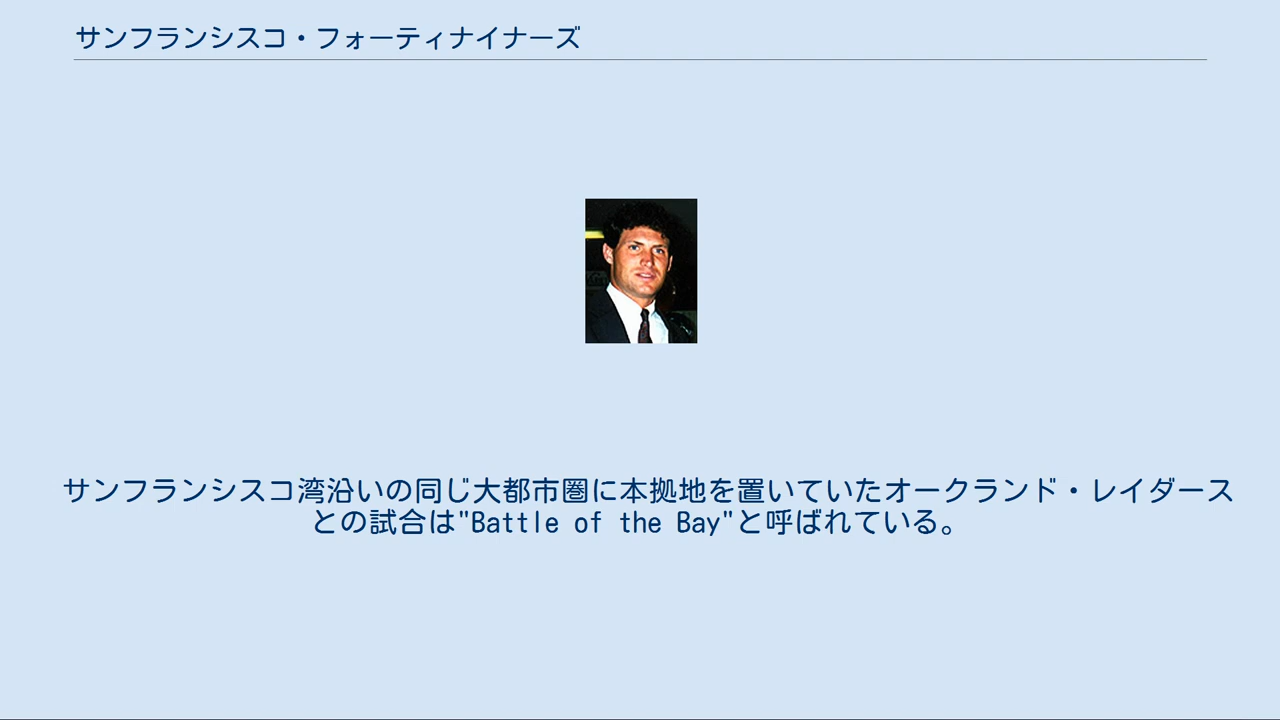 サンフランシスコ・フォーティナイナーズ
サンフランシスコ湾沿いの同じ大都市圏に本拠地を置いていたオークランド・レイダース
との試合は"Battle of the Bay"と呼ばれている。